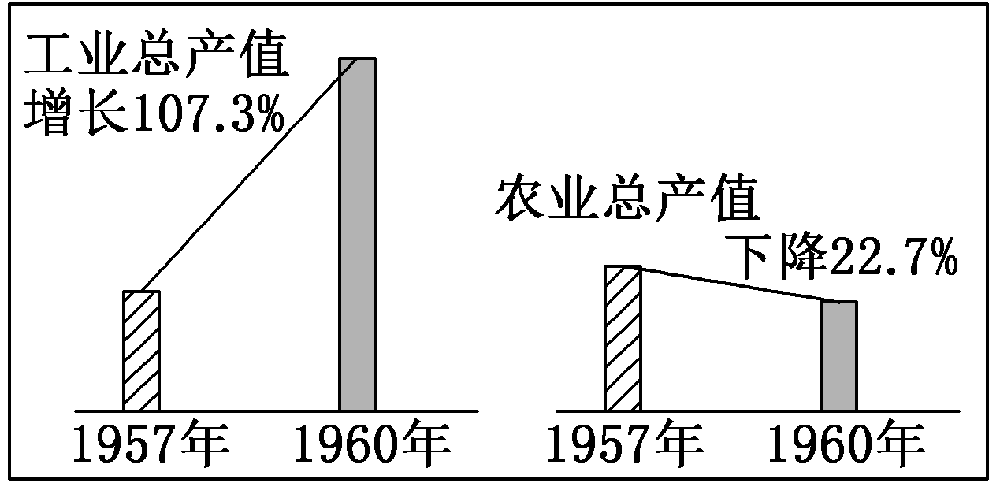 工业总产值
增长107.3%
农业总产值
下降22.7%
1957年 1960年 1957年 1960年